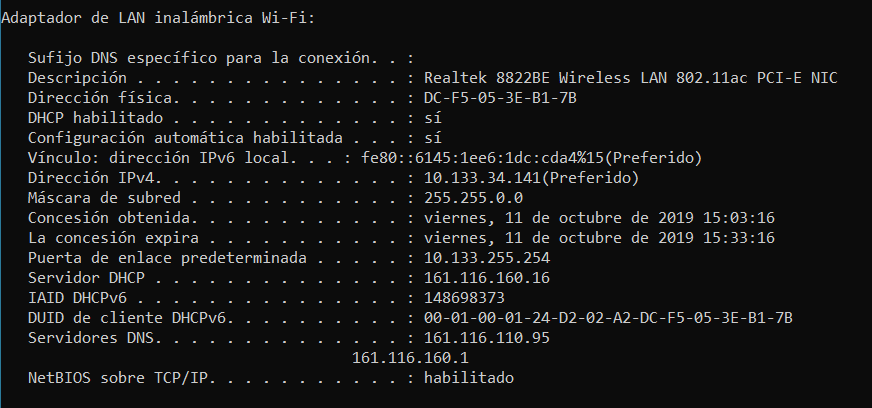 Adaptador de LAN inalámbrica Wi-Fi:
Sufijo DNS específico para la conexión. . :
Descripción . . . . . . . . . . . . . . . : Realtek 8822BE Wireless LAN 802.11ac PCI-E NIC
Dirección física. . . . . . . . . . . . . : DC-F5-05-3E-B1-7B
DHCP habilitado . . . . . . . . . . . . . : sí
Configuración automática habilitada . . . : sí
Vínculo: dirección IPv6 local. . . : fe80::6145:1ee6:1dc:cda4%15(Preferido)
Dirección IPv4. . . . . . . . . . . . . . : 10.133.34.141(Preferido)
Máscara de subred . . . . . . . . . . . . : 255.255.0.0
Concesión obtenida. . . . . . . . . . . . : viernes, 11 de octubre de 2019 15:03:16
La concesión expira . . . . . . . . . . . : viernes, 11 de octubre de 2019 15:33:16
Puerta de enlace predeterminada . . . . . : 10.133.255.254
Servidor DHCP . . . . . . . . . . . . . . : 161.116.160.16
IAID DHCPv6 . . . . . . . . . . . . . . . : 148698373
DUID de cliente DHCPv6. . . . . . . . . . : 00-01-00-01-24-D2-02-A2-DC-F5-05-3E-B1-7B
Servidores DNS. . . . . . . . . . . . . . : 161.116.110.95
161.116.160.1
NetBIOS sobre TCP/IP. . . . . . . . . . . : habilitado